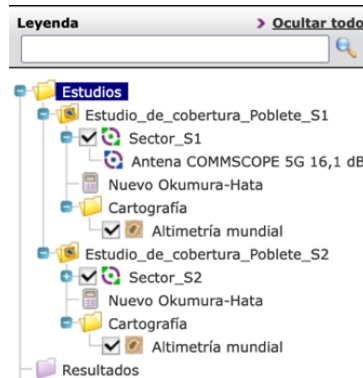 Leyenda
Ocultar todo
Estudios
Estudio_de_cobertura_Poblete_S1
Sector_S1
Antena COMMSCOPE 5G 16,1 dB
Nuevo Okumura-Hata
Cartografía
Altimetría mundial
Estudio_de_cobertura_Poblete_S2
Sector_S2
Nuevo Okumura-Hata
Cartografía
Altimetría mundial
Resultados